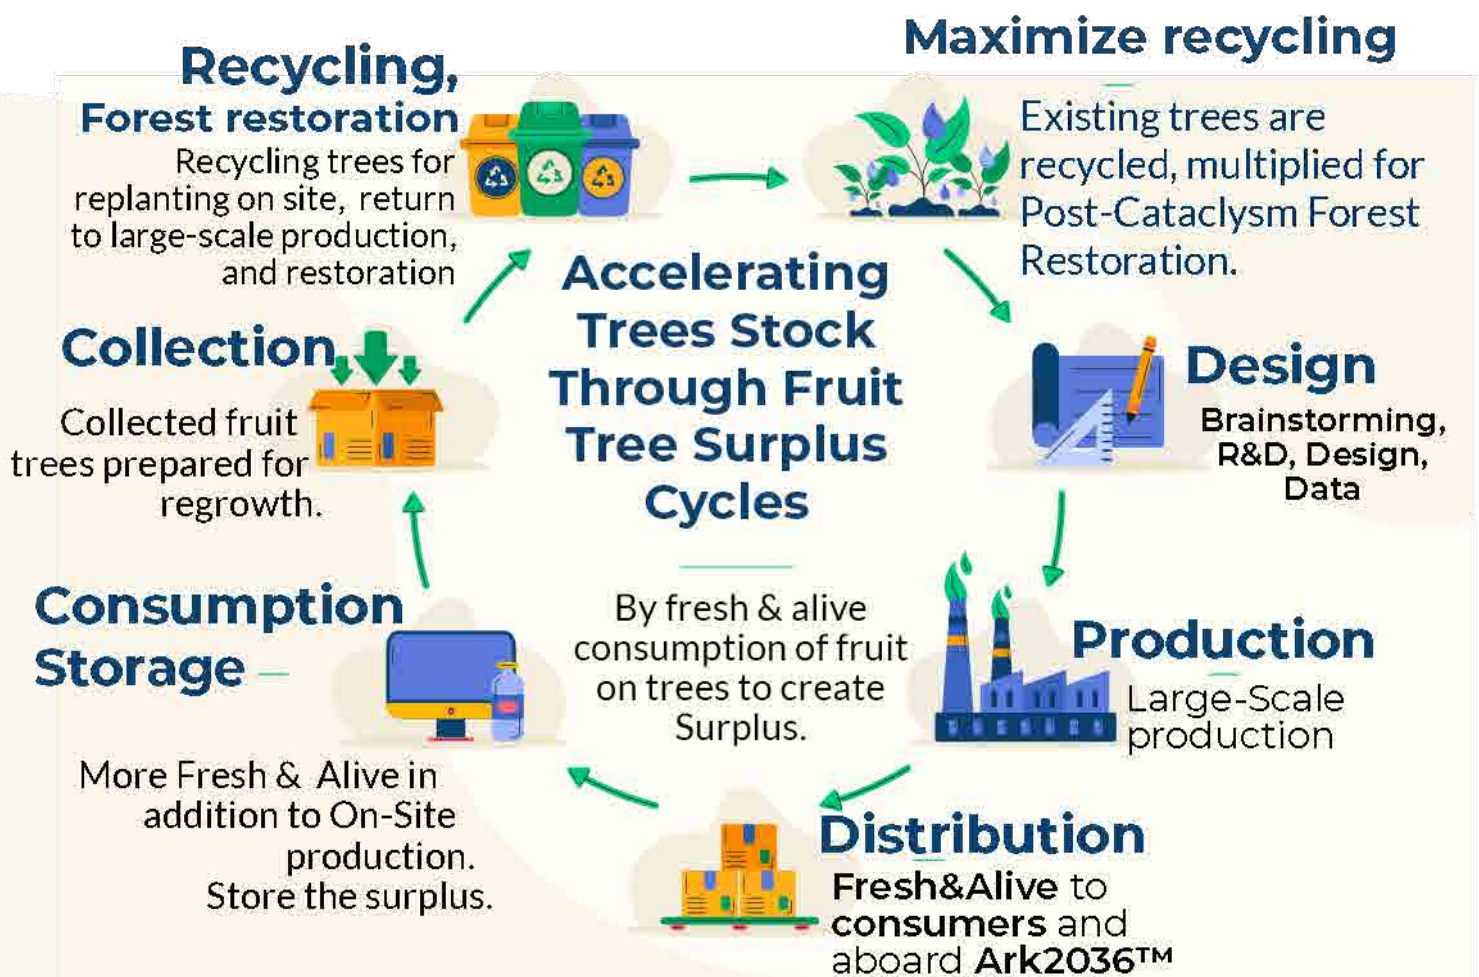 Maximize recycling
Existing trees are
recycled, multiplied for
Post-Cataclysm Forest
Restoration.
Recycling,
Forest restoration
Recycling trees for
replanting on site, return
to large-scale production,
and restoration
Accelerating
Trees Stock
Through Fruit
Tree Surplus
Cycles
By fresh & alive
consumption of fruit
on trees to create
Surplus.
Design
Brainstorming,
R&D, Design,
Data
Production
Large-Scale
production
Distribution
Fresh&Alive to
consumers and
aboard Ark2036™
Consumption
Storage
More Fresh & Alive in
addition to On-Site
production.
Store the surplus.
Collection
Collected fruit
trees prepared for
regrowth.